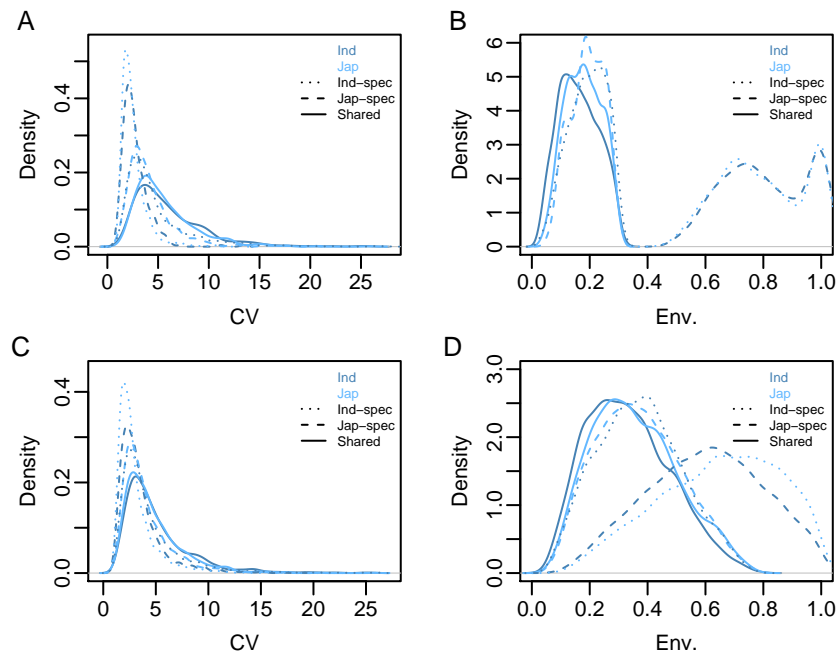 A
Density
0.0
0.2
0.4
Ind
Jap
Ind-spec
Jap-spec
Shared
0 5 10 15 20 25
CV
B
Density
0 1 2 3 4 5 6
Ind
Jap
Ind-spec
Jap-spec
Shared
0.0 0.2 0.4 0.6 0.8 1.0
Env.
C
Density
0.0
0.2
0.4
Ind
Jap
Ind-spec
Jap-spec
Shared
0 5 10 15 20 25
CV
D
Density
0.0
1.0
2.0
3.0
Ind
Jap
Ind-spec
Jap-spec
Shared
0.0 0.2 0.4 0.6 0.8 1.0
Env.